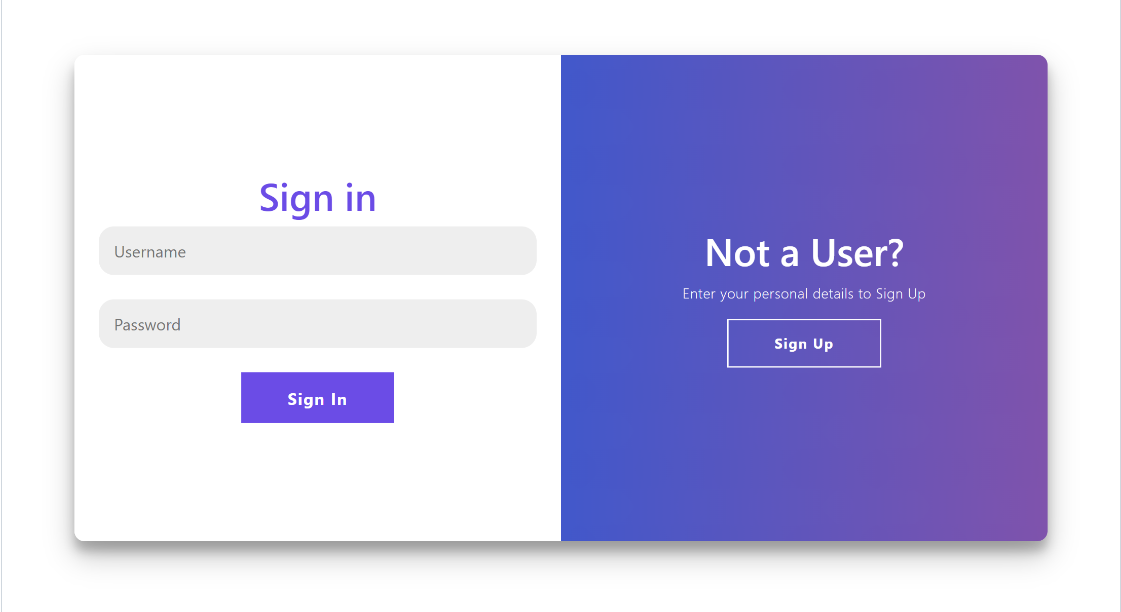 Sign in
Username
Password
Sign In
Not a User?
Enter your personal details to Sign Up
Sign Up